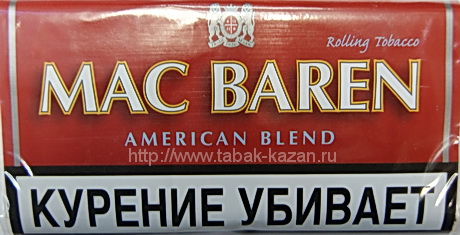 Rolling Tobacco
MAC BAREN
AMERICAN BLEND
http://www.tabak-kazan.ru
КУРЕНИЕ УБИВАЕТ